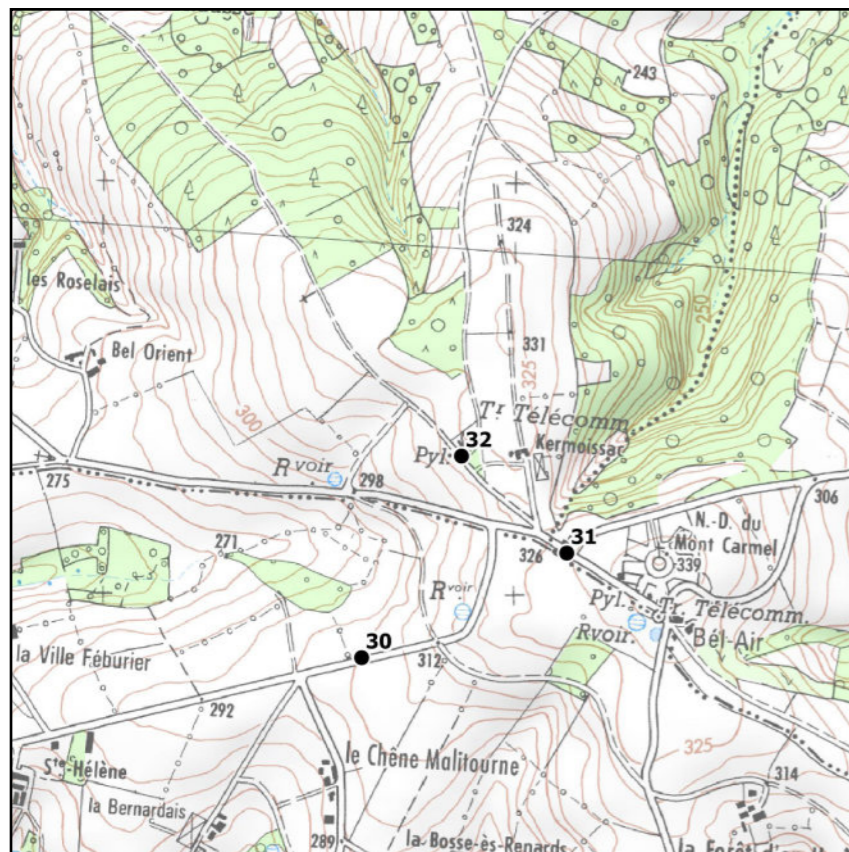 243
324
les Roselais
250
331
Bel Orient
325
300
Tr Télécomm.
32
Kermoissac
Pyl.
Rvoir
275
298
306
N.-D. du
271
326
31
Mont Carmel
339
Rvoir
Pyl.
Tr. Télécomm.
Rvoir.
Bél-Air
30
la Ville Féburier
312
292
325
le Chêne Malitourne
Ste-Hélène
314
la Bernardais
289
la Bosse-ès-Renards